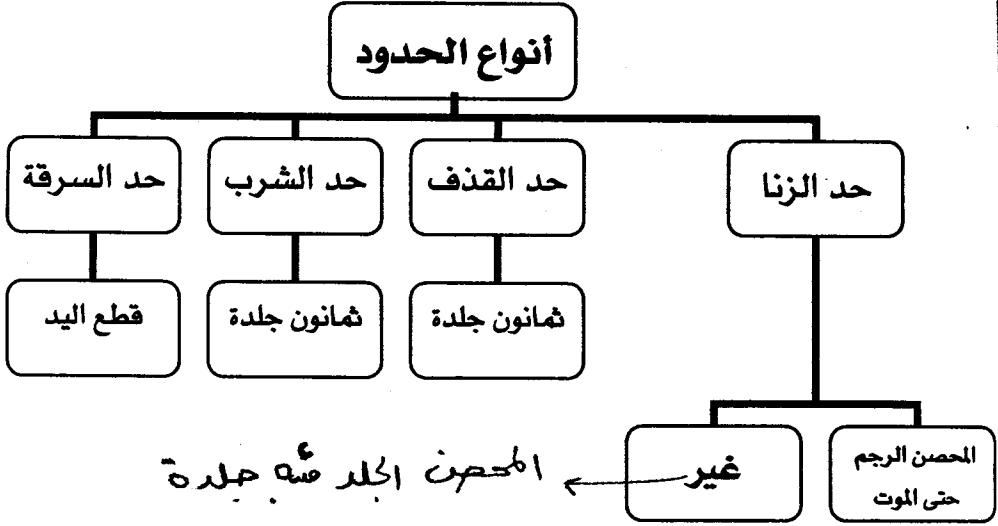 أنواع الحدود
حد الزنا
حد القذف
حد الشرب
حد السرقة
ثمانون جلدة
ثمانون جلدة
قطع اليد
المحصن الرجم
حتى الموت
غير
المحصن الجلد مئه جلدة